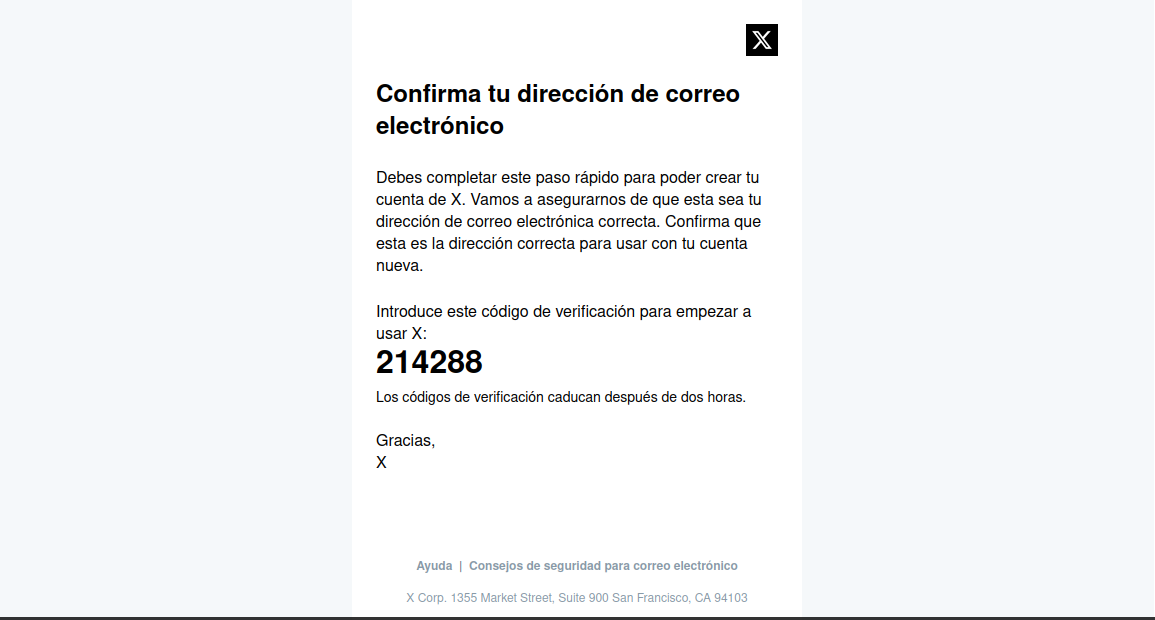 Confirma tu dirección de correo
electrónico
Debes completar este paso rápido para poder crear tu
cuenta de X. Vamos a asegurarnos de que esta sea tu
dirección de correo electrónica correcta. Confirma que
esta es la dirección correcta para usar con tu cuenta
nueva.
Introduce este código de verificación para empezar a
usar X:
214288
Los códigos de verificación caducan después de dos horas.
Gracias,
X
Ayuda | Consejos de seguridad para correo electrónico
X Corp. 1355 Market Street, Suite 900 San Francisco, CA 94103